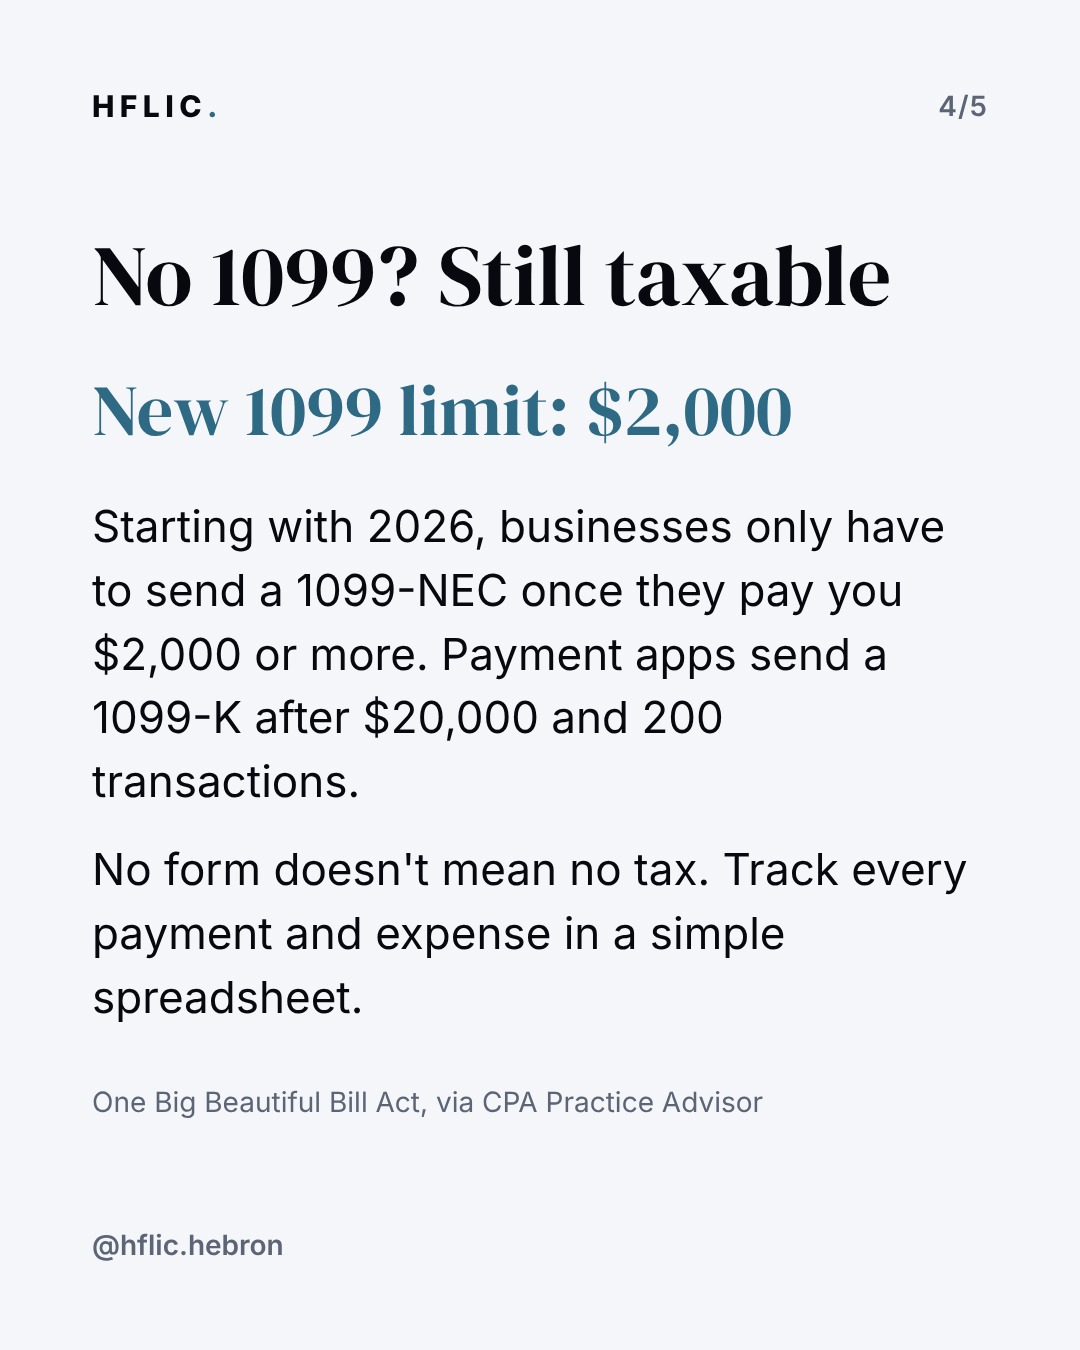 HFLIC.
4/5
No 1099? Still taxable
New 1099 limit: $2,000
Starting with 2026, businesses only have
to send a 1099-NEC once they pay you
$2,000 or more. Payment apps send a
1099-K after $20,000 and 200
transactions.
No form doesn't mean no tax. Track every
payment and expense in a simple
spreadsheet.
One Big Beautiful Bill Act, via CPA Practice Advisor
@hflic.hebron